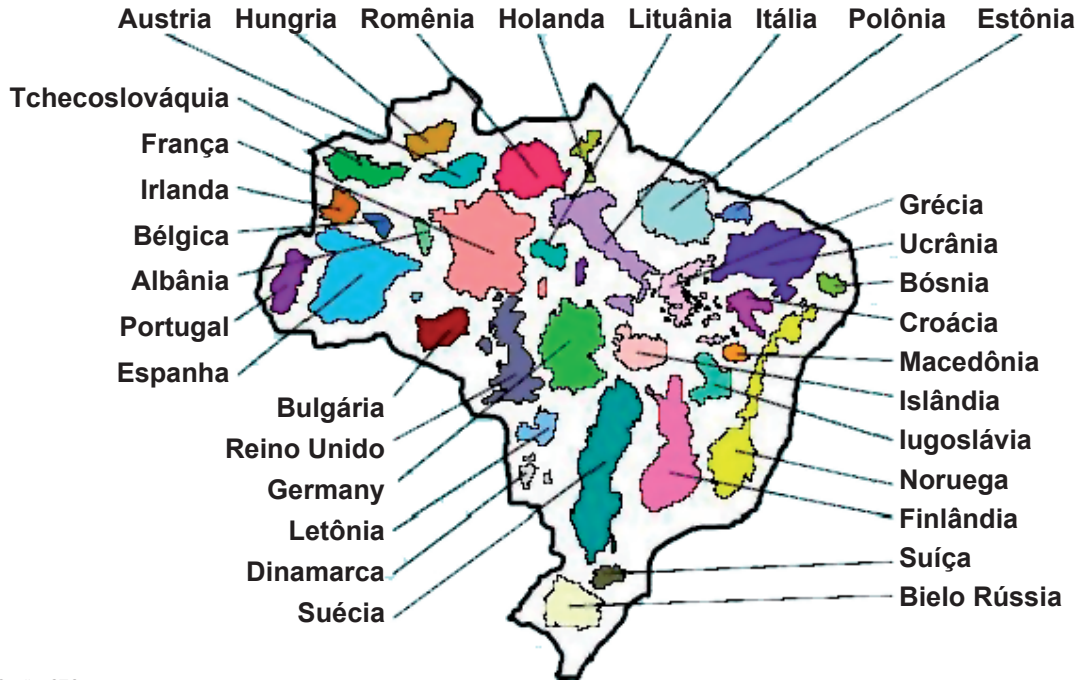 Austria Hungria Romênia Holanda Lituânia Itália Polônia Estônia
Tchecoslováquia
França
Irlanda
Bélgica
Albânia
Portugal
Espanha
Bulgária
Reino Unido
Germany
Letônia
Dinamarca
Suécia
Grécia
Ucrânia
Bósnia
Croácia
Macedônia
Islândia
Iugoslávia
Noruega
Finlândia
Suíça
Bielo Rússia